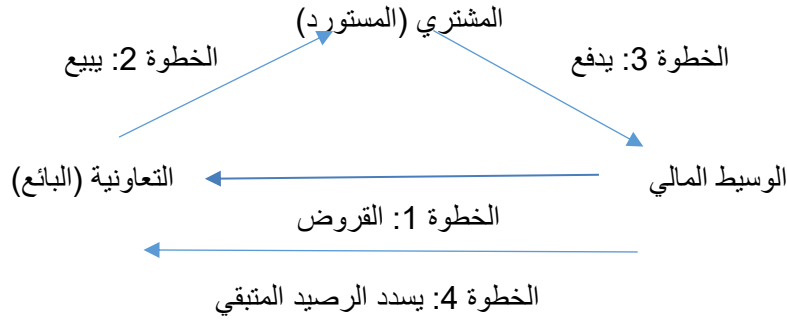 المشتري (المستورد)
الخطوة 3: يدفع
الخطوة 2: يبيع
الوسيط المالي
التعاونية (البائع)
الخطوة 1: القروض
الخطوة 4: يسدد الرصيد المتبقي